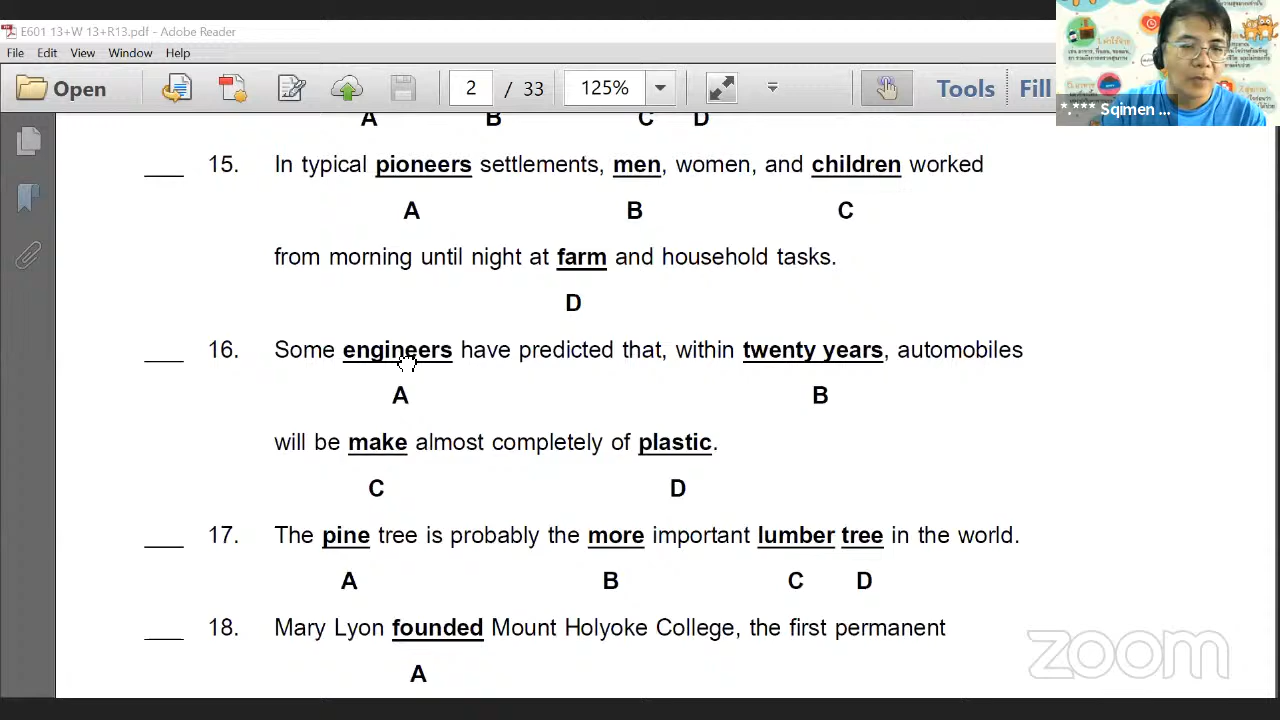 E601 13+W 13+R13.pdf - Adobe Reader
File Edit View Window Help
Open 2 / 33 125% Tools Fill
A B C D
___ 15. In typical pioneers settlements, men, women, and children worked
A B C
from morning until night at farm and household tasks.
D
___ 16. Some engineers have predicted that, within twenty years, automobiles
A B
will be make almost completely of plastic.
C D
___ 17. The pine tree is probably the more important lumber tree in the world.
A B C D
___ 18. Mary Lyon founded Mount Holyoke College, the first permanent
A
*.*** Sqimen ...
zoom